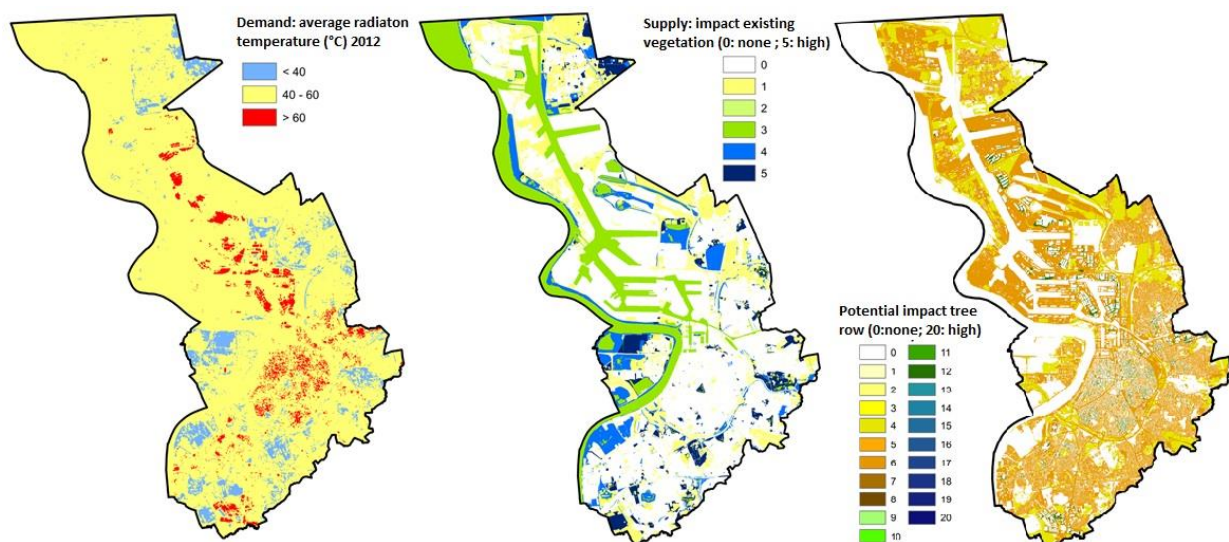 Demand: average radiaton
temperature (°C) 2012
< 40
40 - 60
> 60
Supply: impact existing
vegetation (0: none ; 5: high)
0
1
2
3
4
5
Potential impact tree
row (0:none; 20: high)
0 11
1 12
2 13
3 14
4 15
5 16
6 17
7 18
8 19
9 20
10